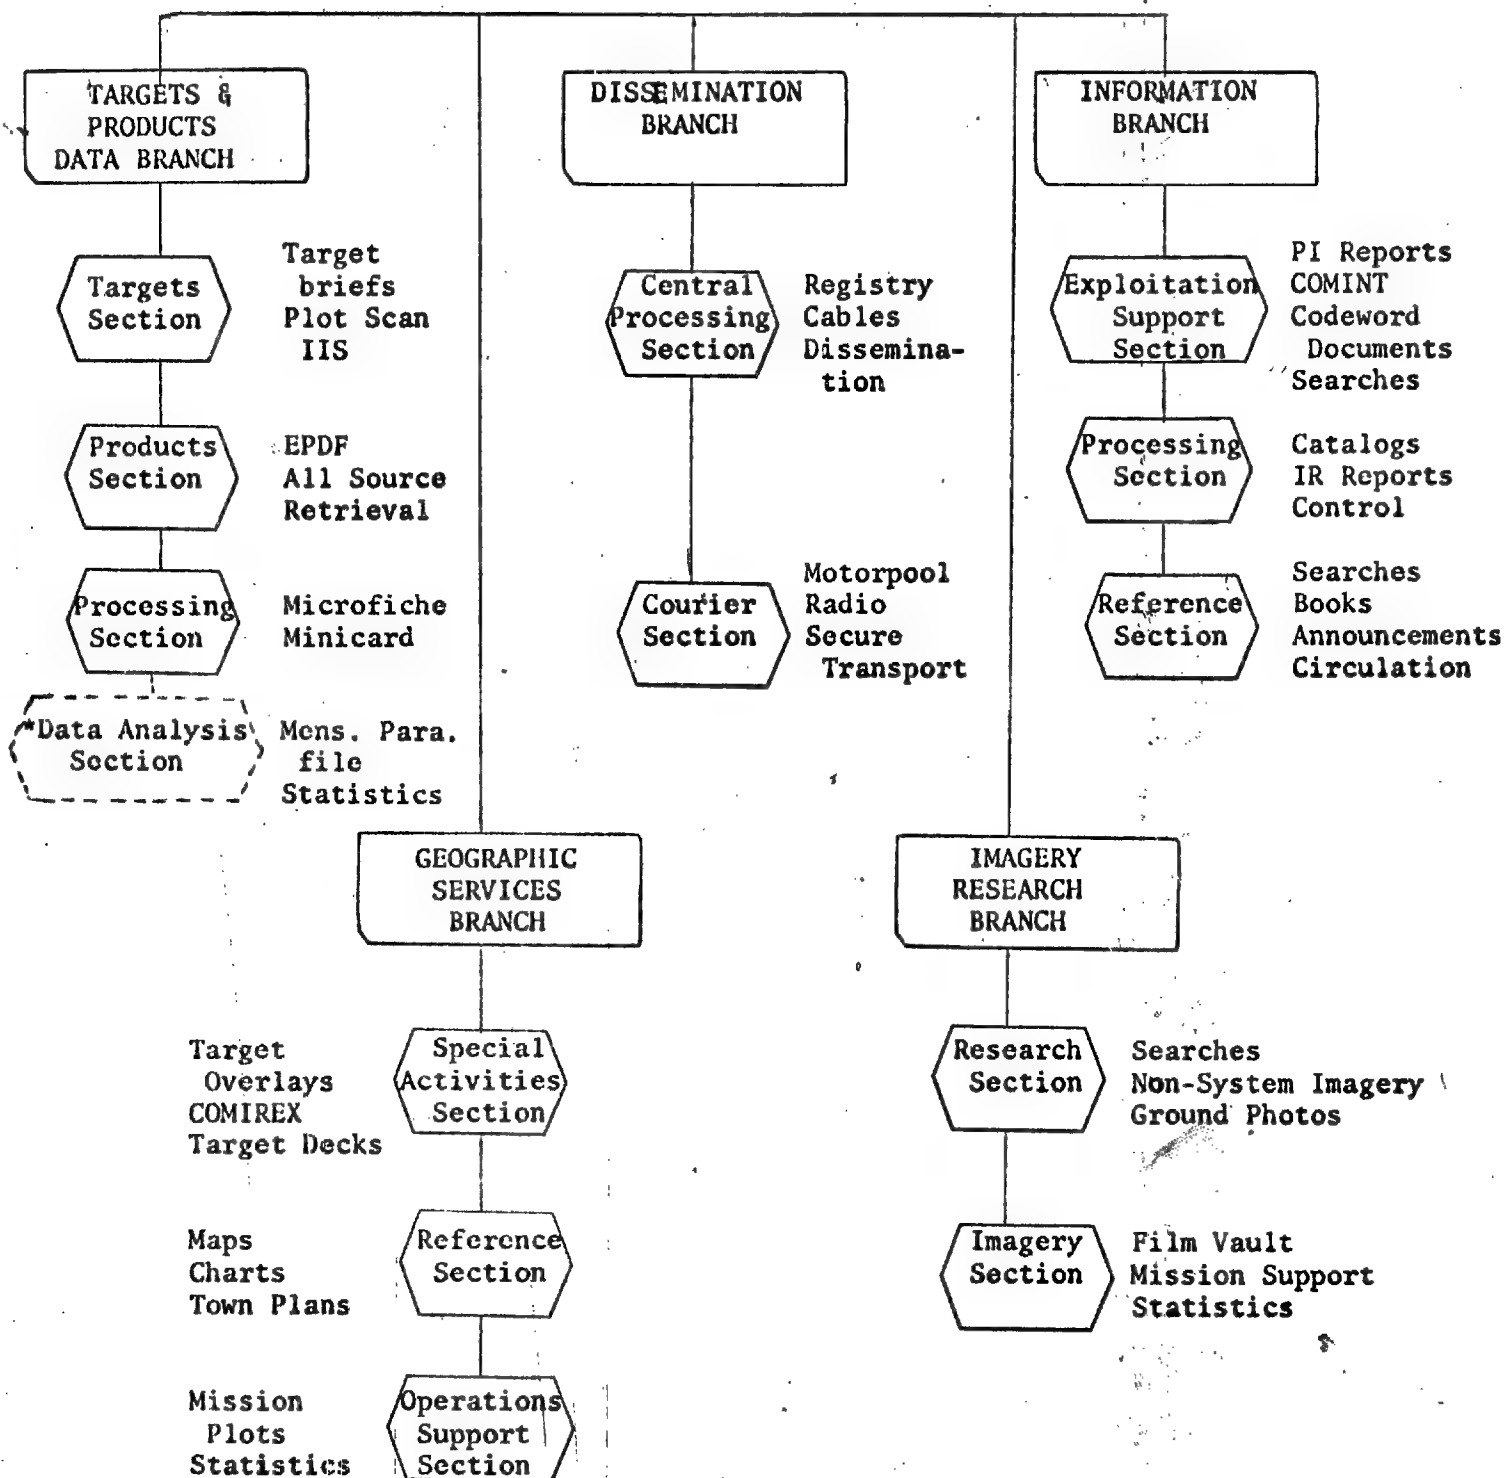 TARGETS &
PRODUCTS
DATA BRANCH
DISSEMINATION
BRANCH
INFORMATION
BRANCH
Targets
Section
Target
briefs
Plot Scan
IIS
Products
Section
EPDF
All Source
Retrieval
Processing
Section
Microfiche
Minicard
*Data Analysis
Section
Mens. Para.
file
Statistics
Central
Processing
Section
Registry
Cables
Dissemina-
tion
Courier
Section
Motorpool
Radio
Secure
Transport
Exploitation
Support
Section
PI Reports
COMINT
Codeword
Documents
Searches
Processing
Section
Catalogs
IR Reports
Control
Reference
Section
Searches
Books
Announcements
Circulation
GEOGRAPHIC
SERVICES
BRANCH
IMAGERY
RESEARCH
BRANCH
Target
Overlays
COMIREX
Target Decks
Special
Activities
Section
Maps
Charts
Town Plans
Reference
Section
Mission
Plots
Statistics
Operations
Support
Section
Research
Section
Searches
Non-System Imagery
Ground Photos
Imagery
Section
Film Vault
Mission Support
Statistics